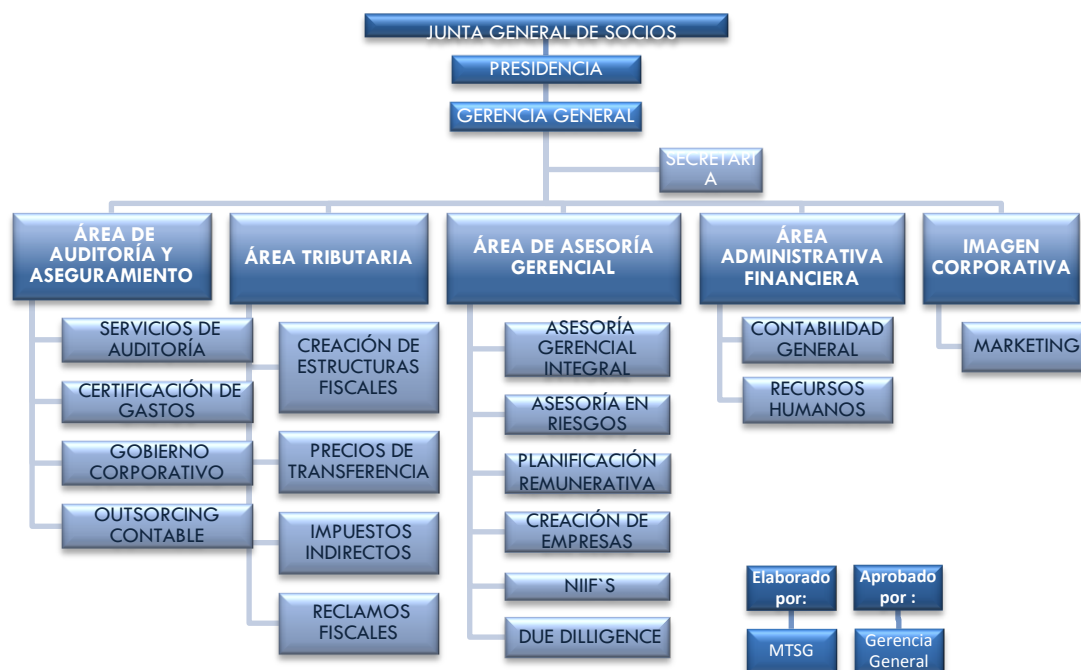 JUNTA GENERAL DE SOCIOS
PRESIDENCIA
GERENCIA GENERAL
SECRETARI
A
ÁREA DE
AUDITORÍA Y
ASEGURAMIENTO
SERVICIOS DE
AUDITORÍA
CERTIFICACIÓN DE
GASTOS
GOBIERNO
CORPORATIVO
OUTSORCING
CONTABLE
ÁREA TRIBUTARIA
CREACIÓN DE
ESTRUCTURAS
FISCALES
PRECIOS DE
TRANSFERENCIA
IMPUESTOS
INDIRECTOS
RECLAMOS
FISCALES
ÁREA DE ASESORÍA
GERENCIAL
ASESORÍA
GERENCIAL
INTEGRAL
ASESORÍA EN
RIESGOS
PLANIFICACIÓN
REMUNERATIVA
CREACIÓN DE
EMPRESAS
NIIF`S
DUE DILLIGENCE
ÁREA
ADMINISTRATIVA
FINANCIERA
CONTABILIDAD
GENERAL
RECURSOS
HUMANOS
IMAGEN
CORPORATIVA
MARKETING
Elaborado
por:
MTSG
Aprobado
por :
Gerencia
General